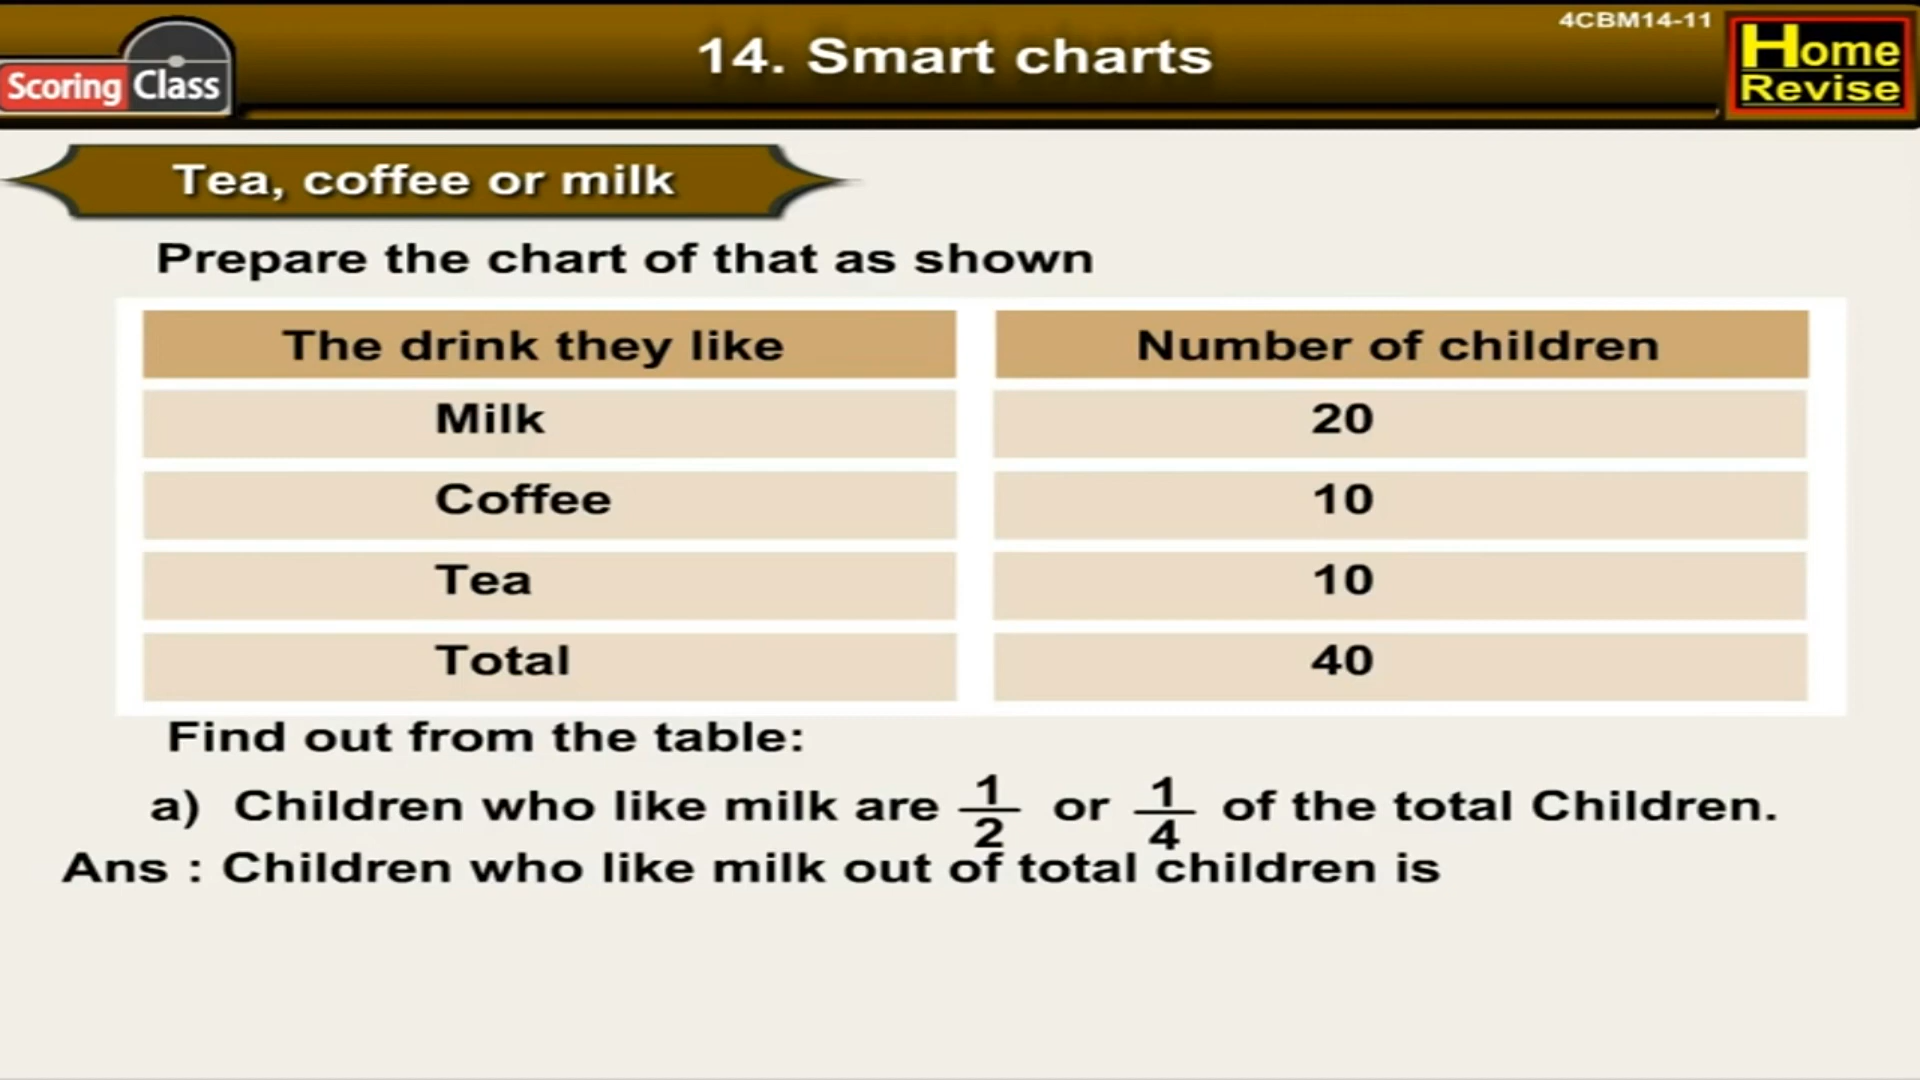 4CBM14-11
Scoring Class
14. Smart charts
Home
Revise
Tea, coffee or milk
Prepare the chart of that as shown
The drink they like Number of children
Milk 20
Coffee 10
Tea 10
Total 40
Find out from the table:
a) Children who like milk are 1/2 or 1/4 of the total Children.
Ans : Children who like milk out of total children is